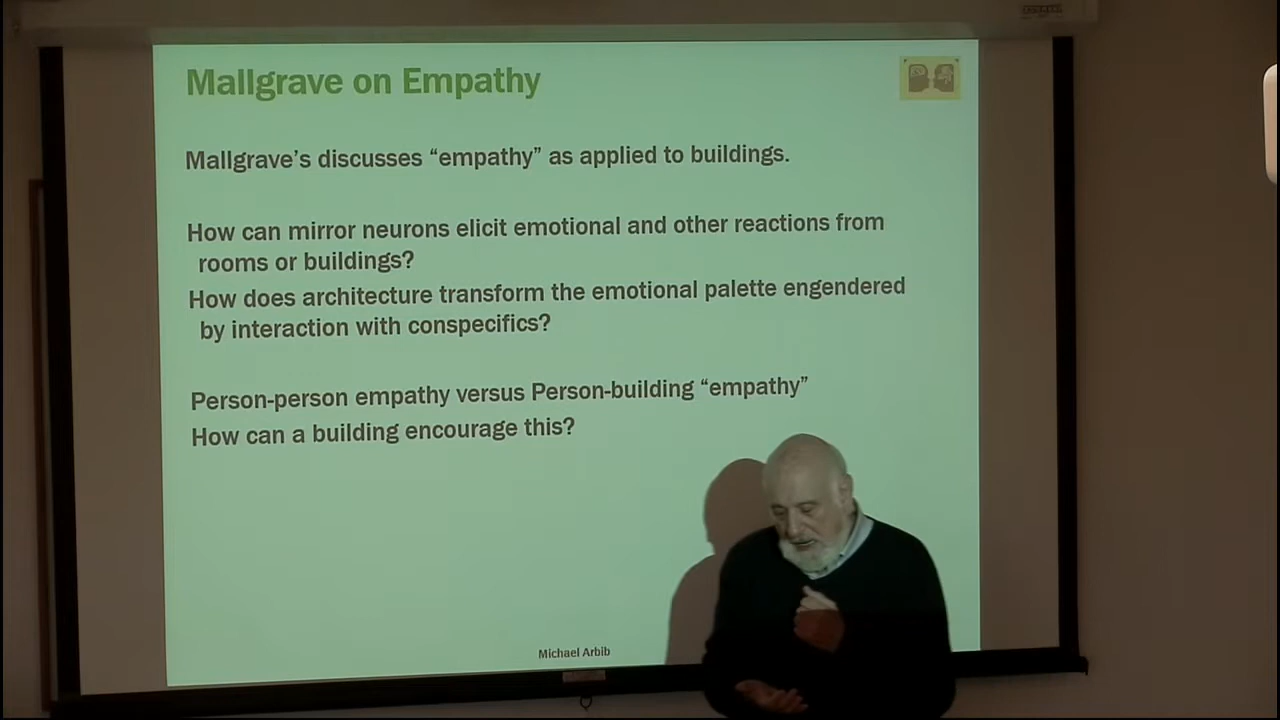 Mallgrave on Empathy
Mallgrave's discusses “empathy” as applied to buildings.
How can mirror neurons elicit emotional and other reactions from
rooms or buildings?
How does architecture transform the emotional palette engendered
by interaction with conspecifics?
Person-person empathy versus Person-building “empathy”
How can a building encourage this?
Michael Arbib